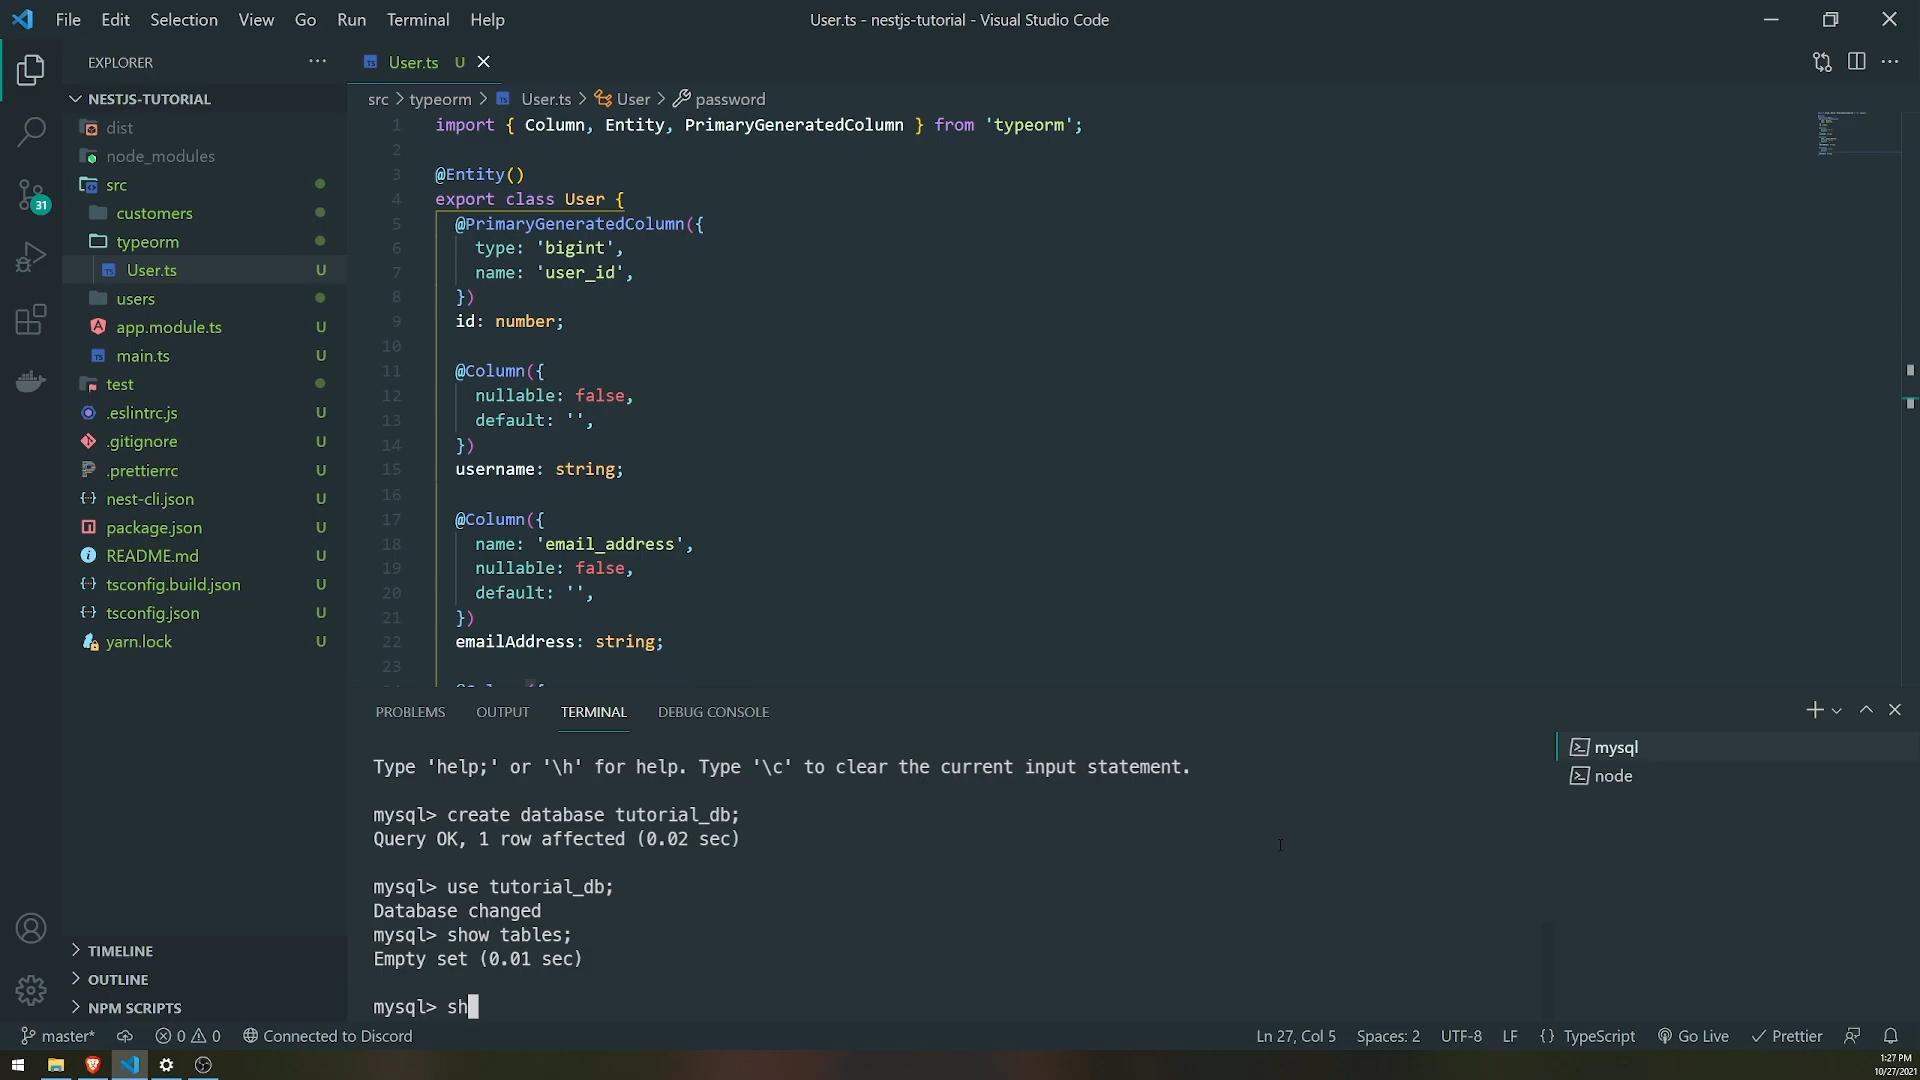 File Edit Selection View Go Run Terminal Help
User.ts - nestjs-tutorial - Visual Studio Code
EXPLORER
NESTJS-TUTORIAL
dist
node_modules
src
customers
typeorm
User.ts U
users
app.module.ts U
main.ts U
test
.eslintrc.js U
.gitignore U
.prettierrc U
nest-cli.json U
package.json U
README.md U
tsconfig.build.json U
tsconfig.json U
yarn.lock U
31
TIMELINE
OUTLINE
NPM SCRIPTS
User.ts U
src > typeorm > User.ts > User > password
1 import { Column, Entity, PrimaryGeneratedColumn } from 'typeorm';
2
3 @Entity()
4 export class User {
5 @PrimaryGeneratedColumn({
6 type: 'bigint',
7 name: 'user_id',
8 })
9 id: number;
10
11 @Column({
12 nullable: false,
13 default: '',
14 })
15 username: string;
16
17 @Column({
18 name: 'email_address',
19 nullable: false,
20 default: '',
21 })
22 emailAddress: string;
23
PROBLEMS OUTPUT TERMINAL DEBUG CONSOLE
Type 'help;' or '\h' for help. Type '\c' to clear the current input statement.
mysql> create database tutorial_db;
Query OK, 1 row affected (0.02 sec)
mysql> use tutorial_db;
Database changed
mysql> show tables;
Empty set (0.01 sec)
mysql> sh
mysql
node
master* 0 0 Connected to Discord
Ln 27, Col 5 Spaces: 2 UTF-8 LF {} TypeScript Go Live Prettier
1:27 PM
10/27/2021